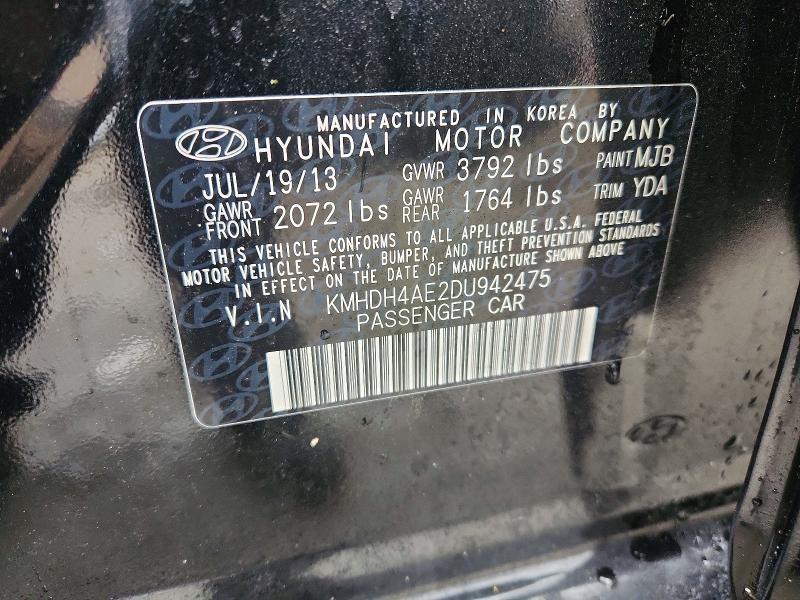 MANUFACTURED IN KOREA BY
HYUNDAI MOTOR COMPANY
JUL/19/13 GVWR 3792 lbs PAINT MJB
GAWR FRONT 2072 lbs GAWR REAR 1764 lbs TRIM YDA
THIS VEHICLE CONFORMS TO ALL APPLICABLE U.S.A. FEDERAL
MOTOR VEHICLE SAFETY, BUMPER, AND THEFT PREVENTION STANDARDS
IN EFFECT ON THE DATE OF MANUFACTURE SHOWN ABOVE
V.I.N KMHDH4AE2DU942475
PASSENGER CAR